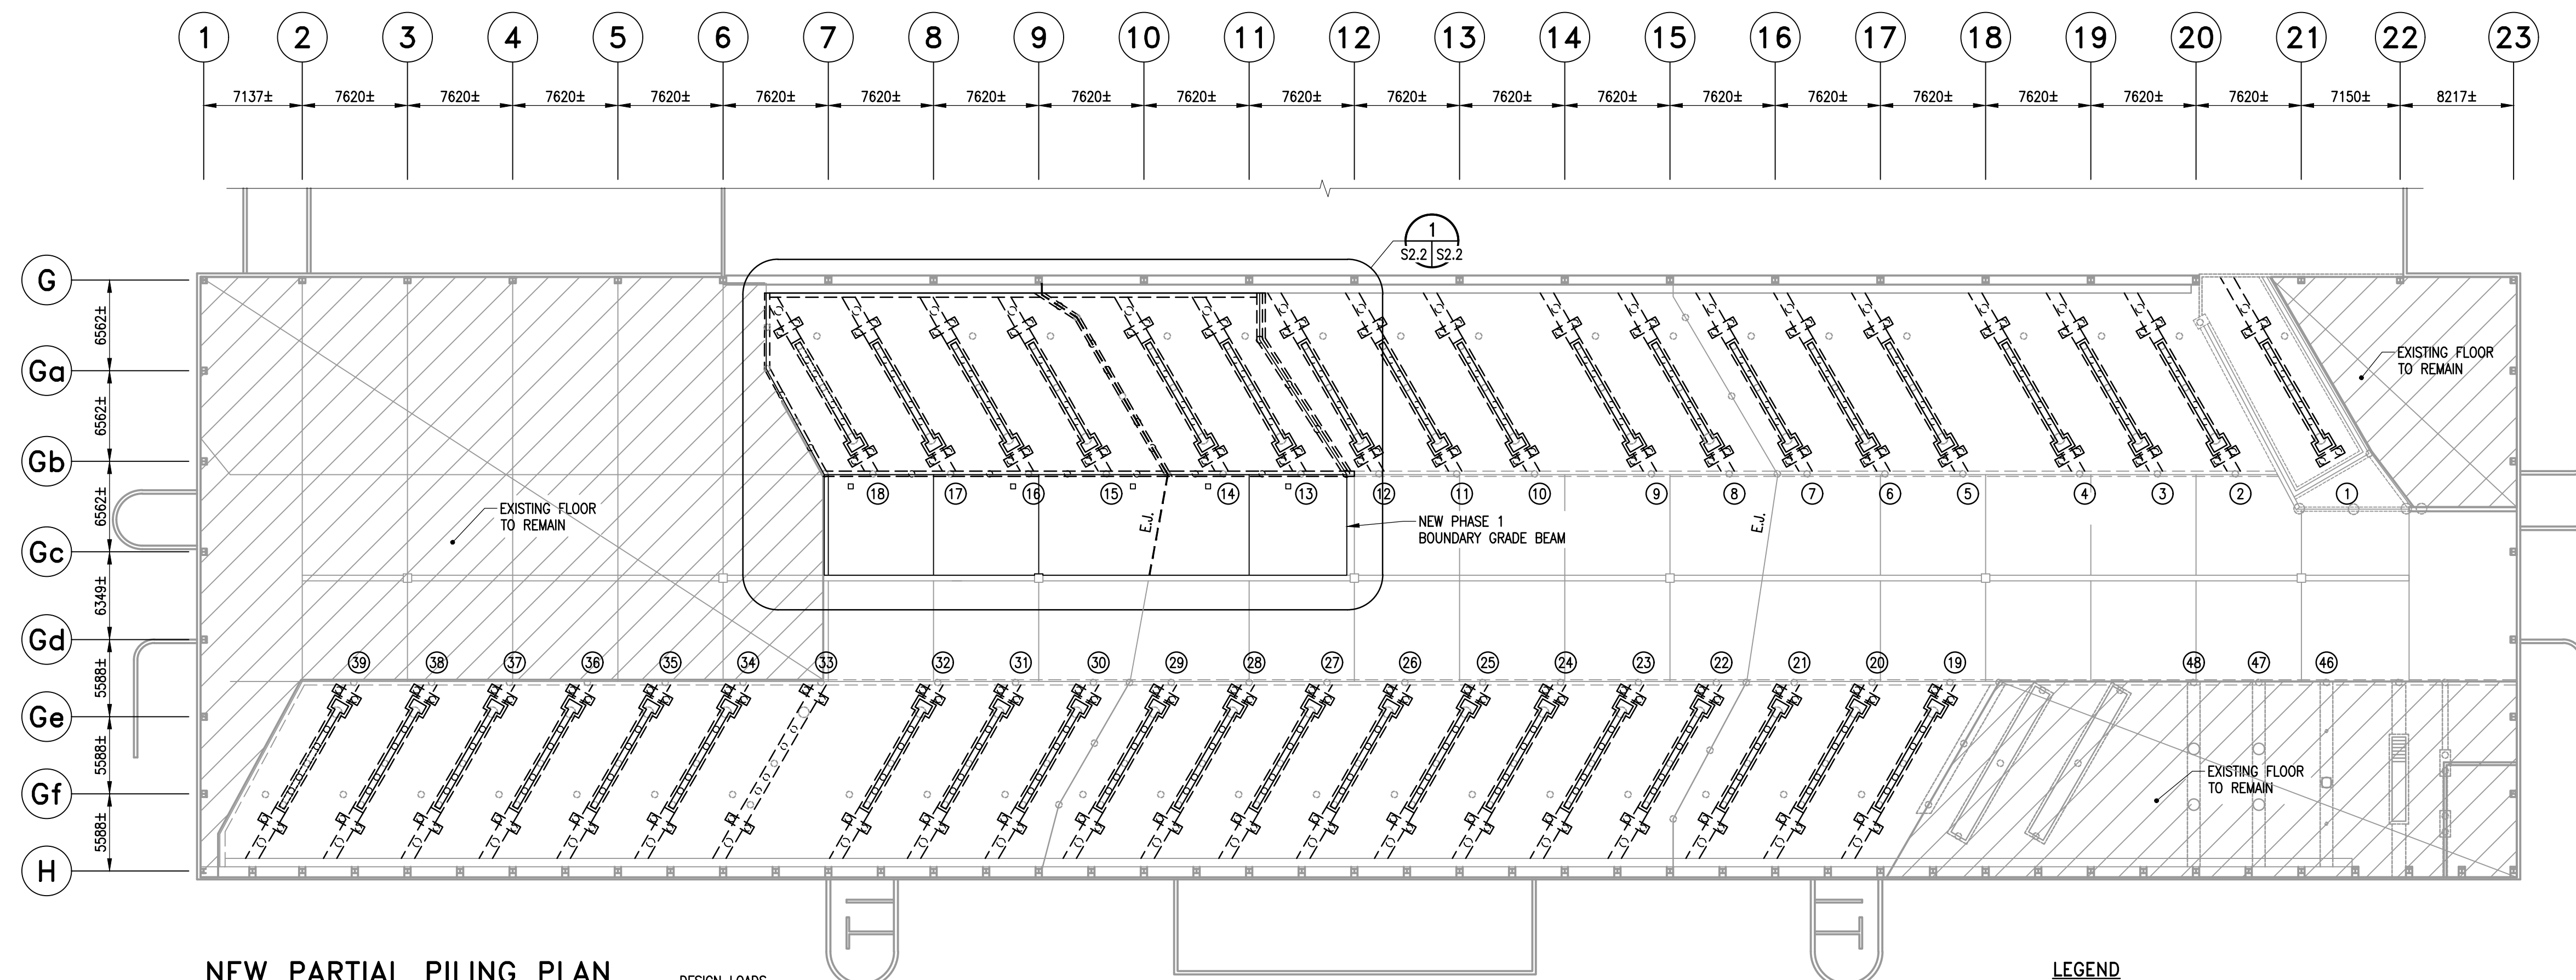 1 2 3 4 5 6 7 8 9 10 11 12 13 14 15 16 17 18 19 20 21 22 23
7137± 7620± 7620± 7620± 7620± 7620± 7620± 7620± 7620± 7620± 7620± 7620± 7620± 7620± 7620± 7620± 7620± 7620± 7620± 7620± 7150± 8217±
1
S2.2 S2.2
G
6562±
Ga
6562±
Gb
6562±
Gc
6349±
Gd
5588±
Ge
5588±
Gf
5588±
H
EXISTING FLOOR
TO REMAIN
18 17 16 15 14 13 12 11 10 9 8 7 6 5 4 3 2 1
EXISTING FLOOR
TO REMAIN
E.J.
NEW PHASE 1
BOUNDARY GRADE BEAM
E.J.
39 38 37 36 35 34 33 32 31 30 29 28 27 26 25 24 23 22 21 20 19 48 47 46
EXISTING FLOOR
TO REMAIN
NEW PARTIAL PILING PLAN
DESIGN LOADS
LEGEND